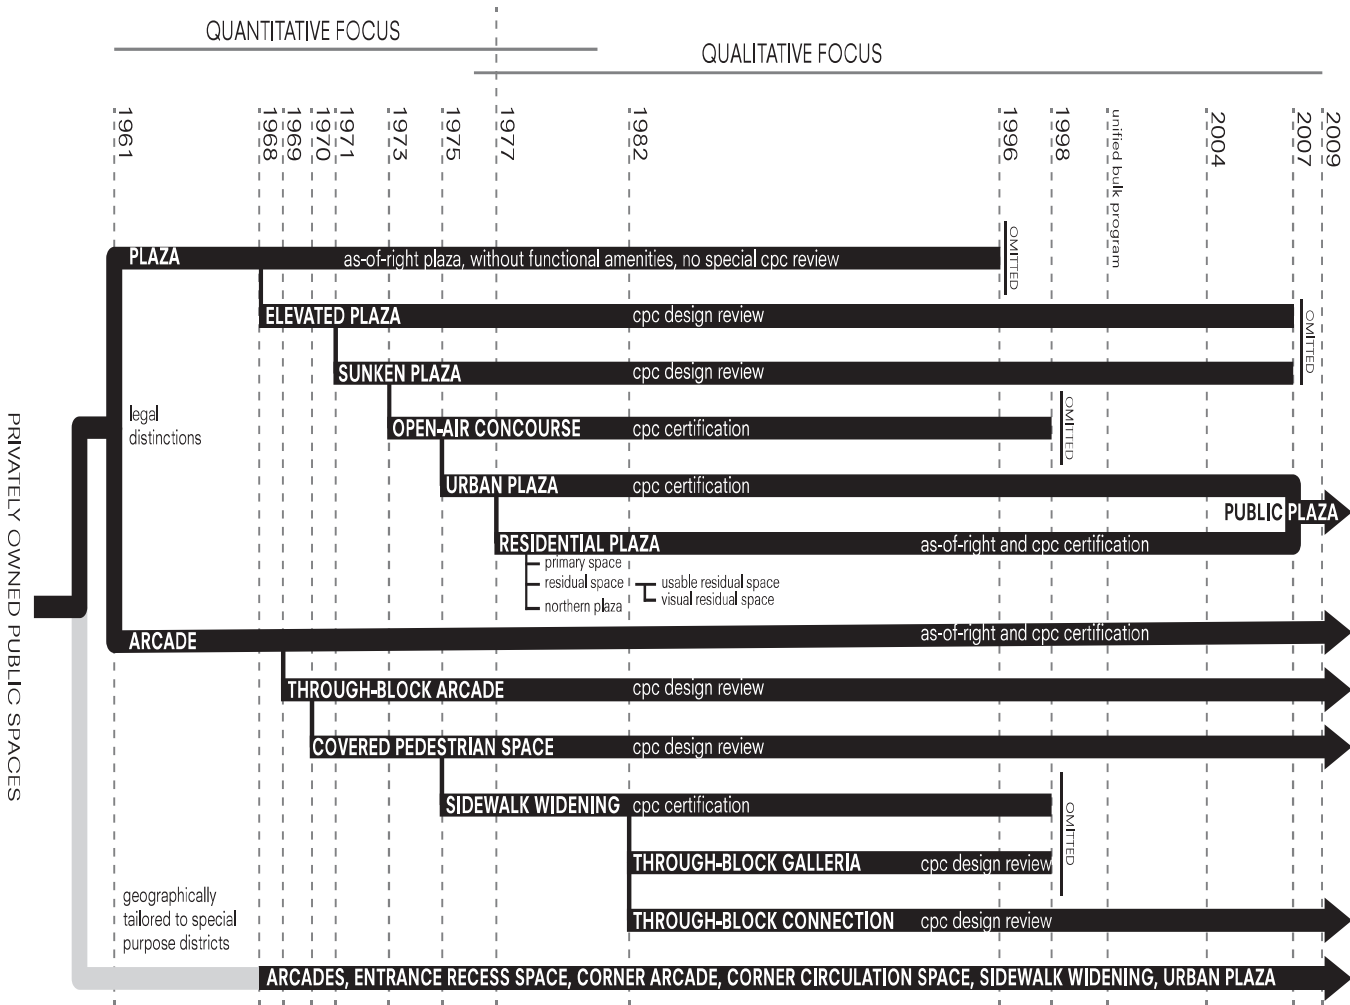 QUANTITATIVE FOCUS
QUALITATIVE FOCUS
1961
1968
1969
1970
1971
1973
1975
1977
1982
1996
1998
unified bulk program
2004
2007
2009
PRIVATELY OWNED PUBLIC SPACES
PLAZA as-of-right plaza, without functional amenities, no special cpc review
OMITTED
ELEVATED PLAZA cpc design review
OMITTED
SUNKEN PLAZA cpc design review
legal
distinctions
OPEN-AIR CONCOURSE cpc certification
OMITTED
URBAN PLAZA cpc certification
PUBLIC PLAZA
RESIDENTIAL PLAZA as-of-right and cpc certification
primary space
residual space
usable residual space
visual residual space
northern plaza
ARCADE as-of-right and cpc certification
THROUGH-BLOCK ARCADE cpc design review
COVERED PEDESTRIAN SPACE cpc design review
SIDEWALK WIDENING cpc certification
OMITTED
THROUGH-BLOCK GALLERIA cpc design review
THROUGH-BLOCK CONNECTION cpc design review
geographically
tailored to special
purpose districts
ARCADES, ENTRANCE RECESS SPACE, CORNER ARCADE, CORNER CIRCULATION SPACE, SIDEWALK WIDENING, URBAN PLAZA